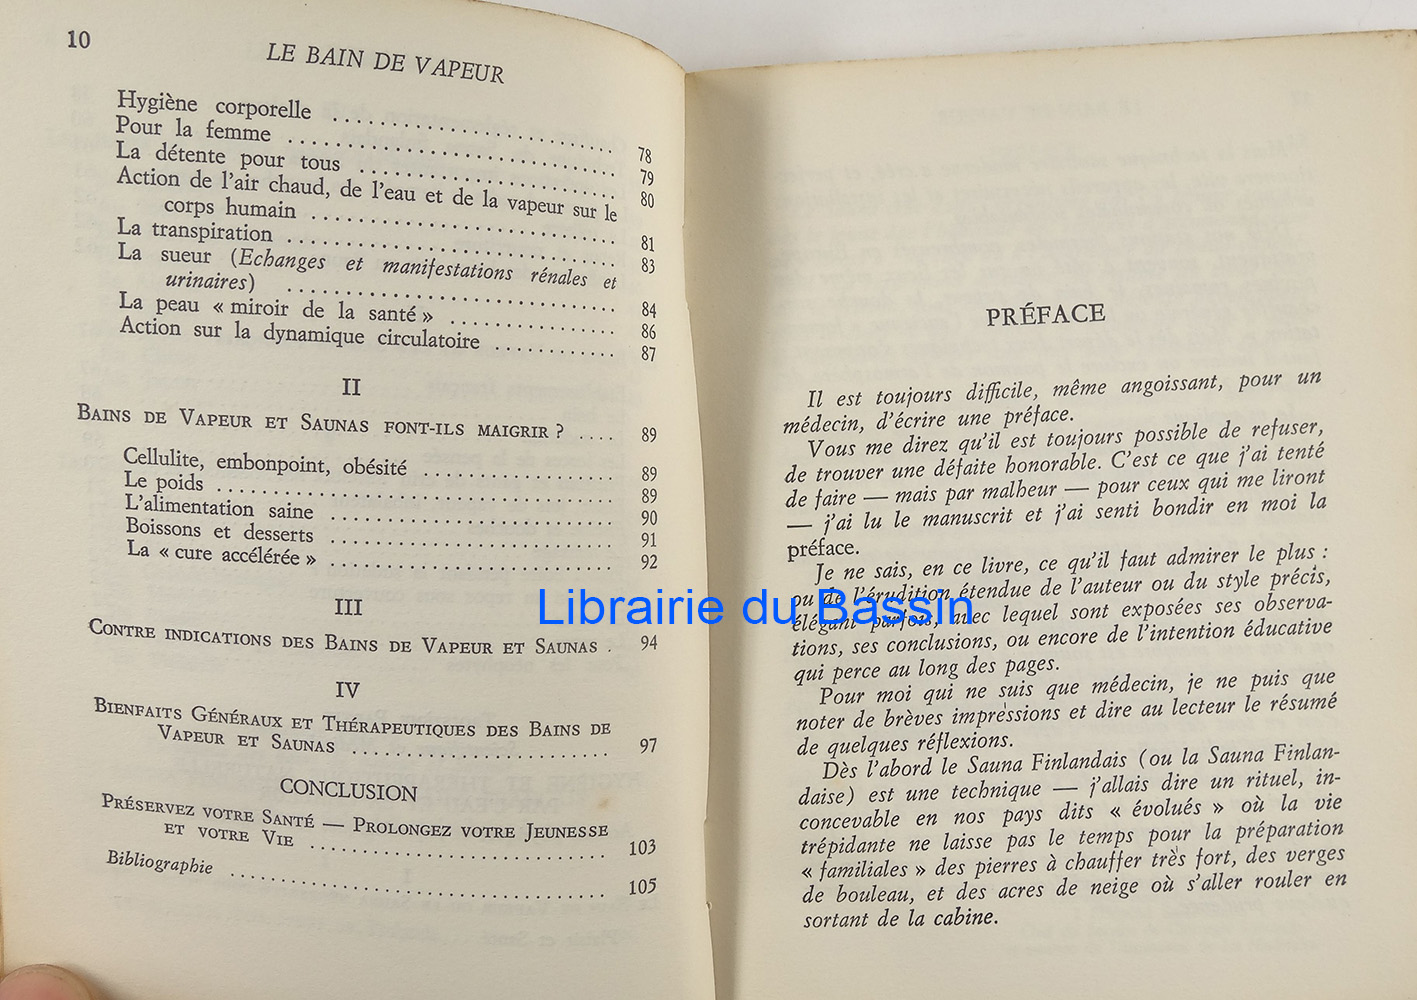 10
LE BAIN DE VAPEUR
Hygiène corporelle .......................... 78
Pour la femme .......................... 79
La détente pour tous .......................... 80
Action de l'air chaud, de l'eau et de la vapeur sur le
corps humain .......................... 81
La transpiration .......................... 83
La sueur (Echanges et manifestations rénales et
urinaires) .......................... 84
La peau « miroir de la santé » .......................... 86
Action sur la dynamique circulatoire .......................... 87
II
BAINS DE VAPEUR ET SAUNAS FONT-ILS MAIGRIR ? .... 89
Cellulite, embonpoint, obésité .......................... 89
Le poids .......................... 89
L'alimentation saine .......................... 90
Boissons et desserts .......................... 91
La « cure accélérée » .......................... 92
III
CONTRE INDICATIONS DES BAINS DE VAPEUR ET SAUNAS . 94
IV
BIENFAITS GÉNÉRAUX ET THÉRAPEUTIQUES DES BAINS DE
VAPEUR ET SAUNAS .......................... 97
CONCLUSION
PRÉSERVEZ VOTRE SANTÉ — PROLONGEZ VOTRE JEUNESSE
ET VOTRE VIE .......................... 103
Bibliographie .......................... 105
PRÉFACE
Il est toujours difficile, même angoissant, pour un
médecin, d'écrire une préface.
Vous me direz qu'il est toujours possible de refuser,
de trouver une défaite honorable. C'est ce que j'ai tenté
de faire — mais par malheur — pour ceux qui me liront
— j'ai lu le manuscrit et j'ai senti bondir en moi la
préface.
Je ne sais, en ce livre, ce qu'il faut admirer le plus :
ou de l'érudition étendue de l'auteur ou du style précis,
élégant parfois, avec lequel sont exposées ses observa-
tions, ses conclusions, ou encore de l'intention éducative
qui perce au long des pages.
Pour moi qui ne suis que médecin, je ne puis que
noter de brèves impressions et dire au lecteur le résumé
de quelques réflexions.
Dès l'abord le Sauna Finlandais (ou la Sauna Finlan-
daise) est une technique — j'allais dire un rituel, in-
concevable en nos pays dits « évolués » où la vie
trépidante ne laisse pas le temps pour la préparation
« familiales » des pierres à chauffer très fort, des verges
de bouleau, et des acres de neige où s'aller rouler en
sortant de la cabine.
Librairie du Bassin